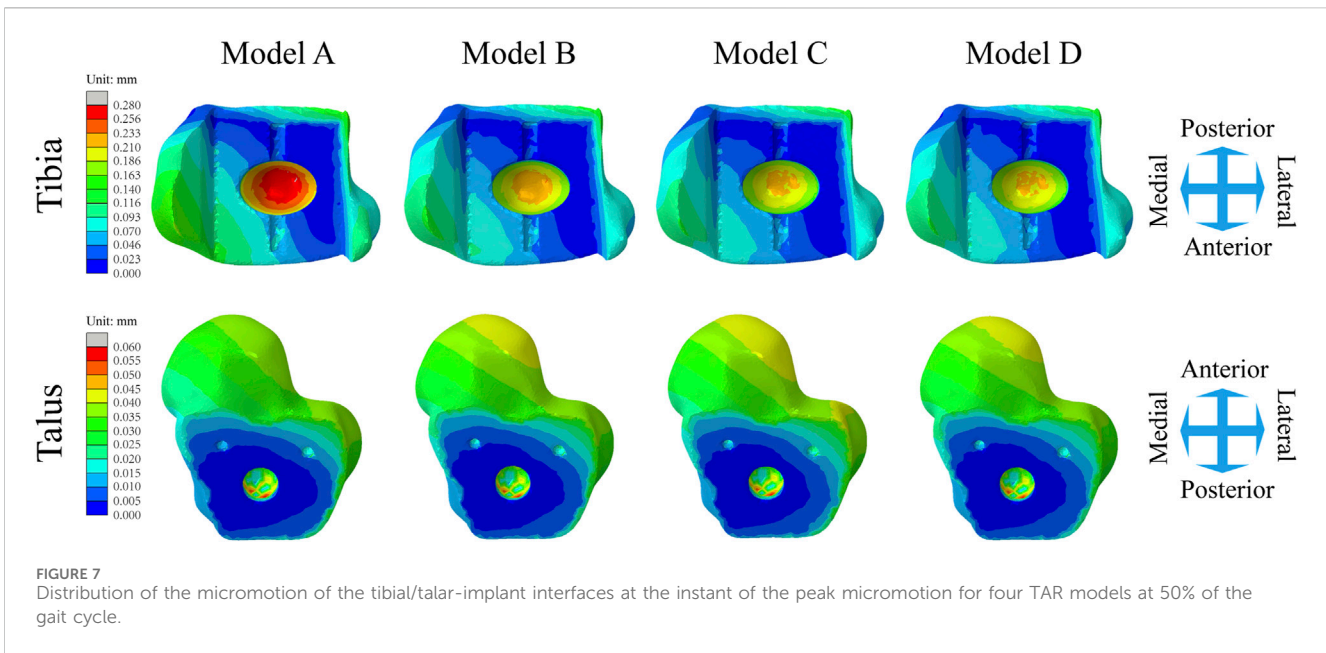 Model A Model B Model C Model D
Unit: mm
0.280
0.256
0.233
0.210
0.186
0.163
0.140
0.116
0.093
0.070
0.046
0.023
0.000
Tibia
Posterior
Medial
Lateral
Anterior
Unit: mm
0.060
0.055
0.050
0.045
0.040
0.035
0.030
0.025
0.020
0.015
0.010
0.005
0.000
Talus
Anterior
Medial
Lateral
Posterior
FIGURE 7
Distribution of the micromotion of the tibial/talar-implant interfaces at the instant of the peak micromotion for four TAR models at 50% of the
gait cycle.